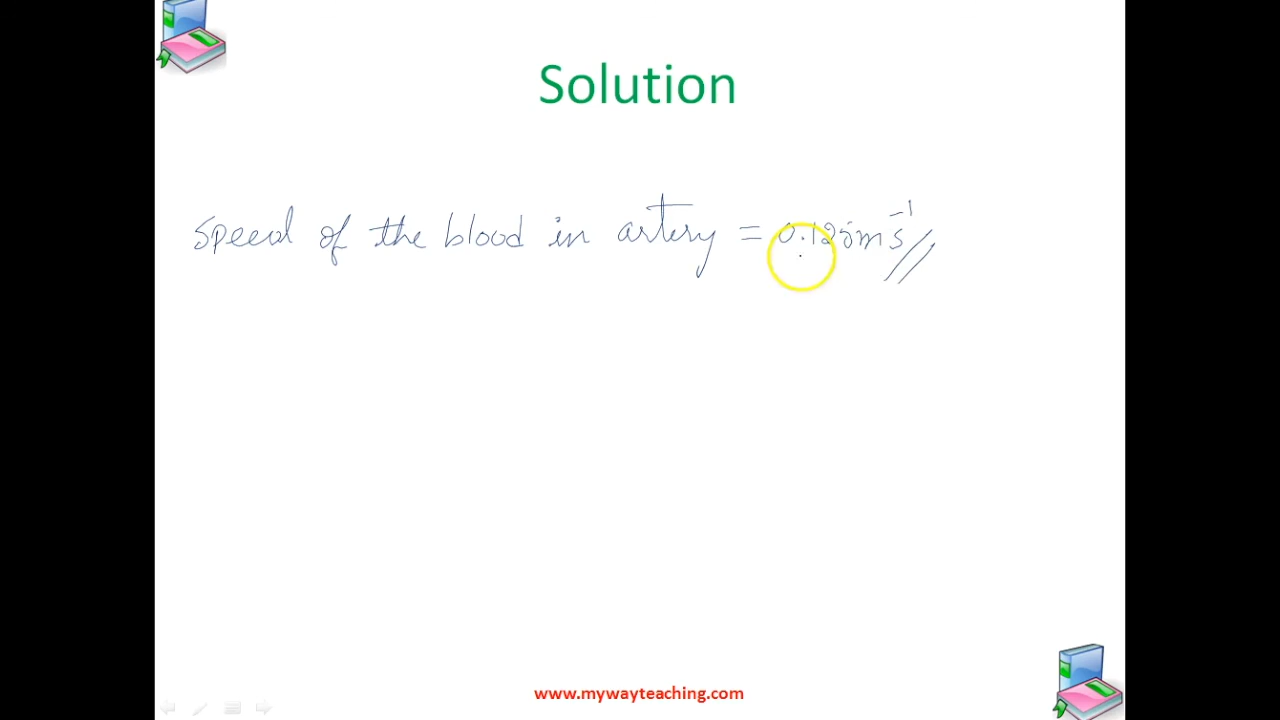 Solution
speed of the blood in artery = 0.125ms⁻¹//
www.mywayteaching.com